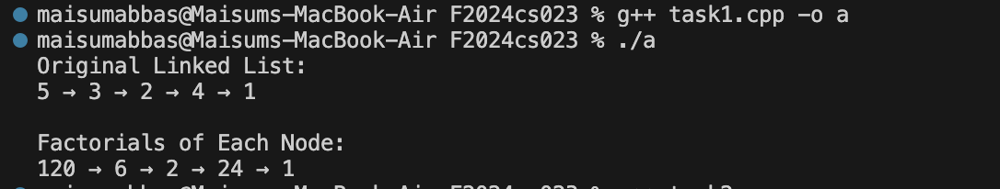 maisumabbas@Maisums-MacBook-Air F2024cs023 % g++ task1.cpp -o a
maisumabbas@Maisums-MacBook-Air F2024cs023 % ./a
Original Linked List:
5 → 3 → 2 → 4 → 1
Factorials of Each Node:
120 → 6 → 2 → 24 → 1